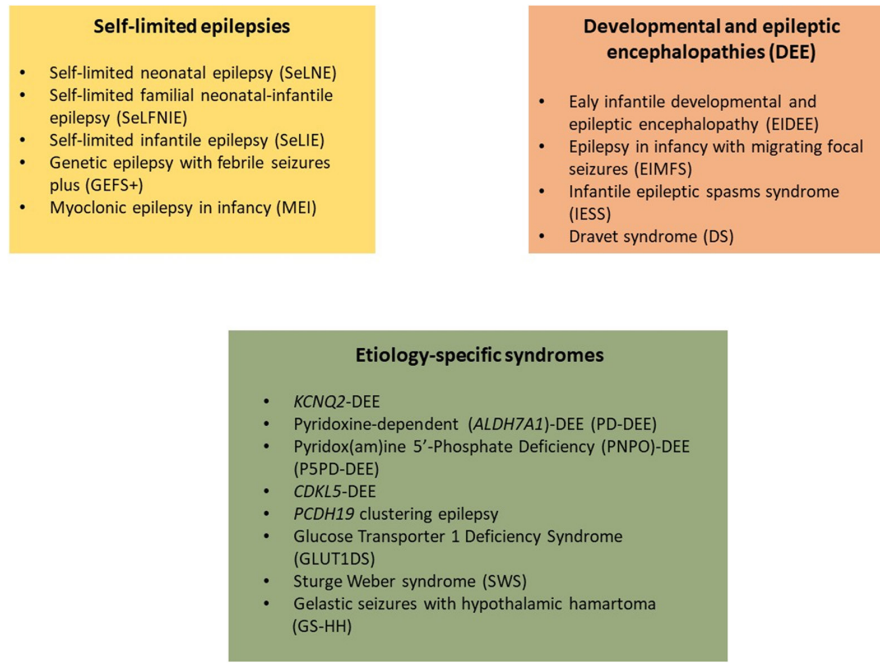 Self-limited epilepsies
• Self-limited neonatal epilepsy (SeLNE)
• Self-limited familial neonatal-infantile
epilepsy (SeLFNIE)
• Self-limited infantile epilepsy (SeLIE)
• Genetic epilepsy with febrile seizures
plus (GEFS+)
• Myoclonic epilepsy in infancy (MEI)
Developmental and epileptic
encephalopathies (DEE)
• Ealy infantile developmental and
epileptic encephalopathy (EIDEE)
• Epilepsy in infancy with migrating focal
seizures (EIMFS)
• Infantile epileptic spasms syndrome
(IESS)
• Dravet syndrome (DS)
Etiology-specific syndromes
• KCNQ2-DEE
• Pyridoxine-dependent (ALDH7A1)-DEE (PD-DEE)
• Pyridox(am)ine 5′-Phosphate Deficiency (PNPO)-DEE
(P5PD-DEE)
• CDKL5-DEE
• PCDH19 clustering epilepsy
• Glucose Transporter 1 Deficiency Syndrome
(GLUT1DS)
• Sturge Weber syndrome (SWS)
• Gelastic seizures with hypothalamic hamartoma
(GS-HH)